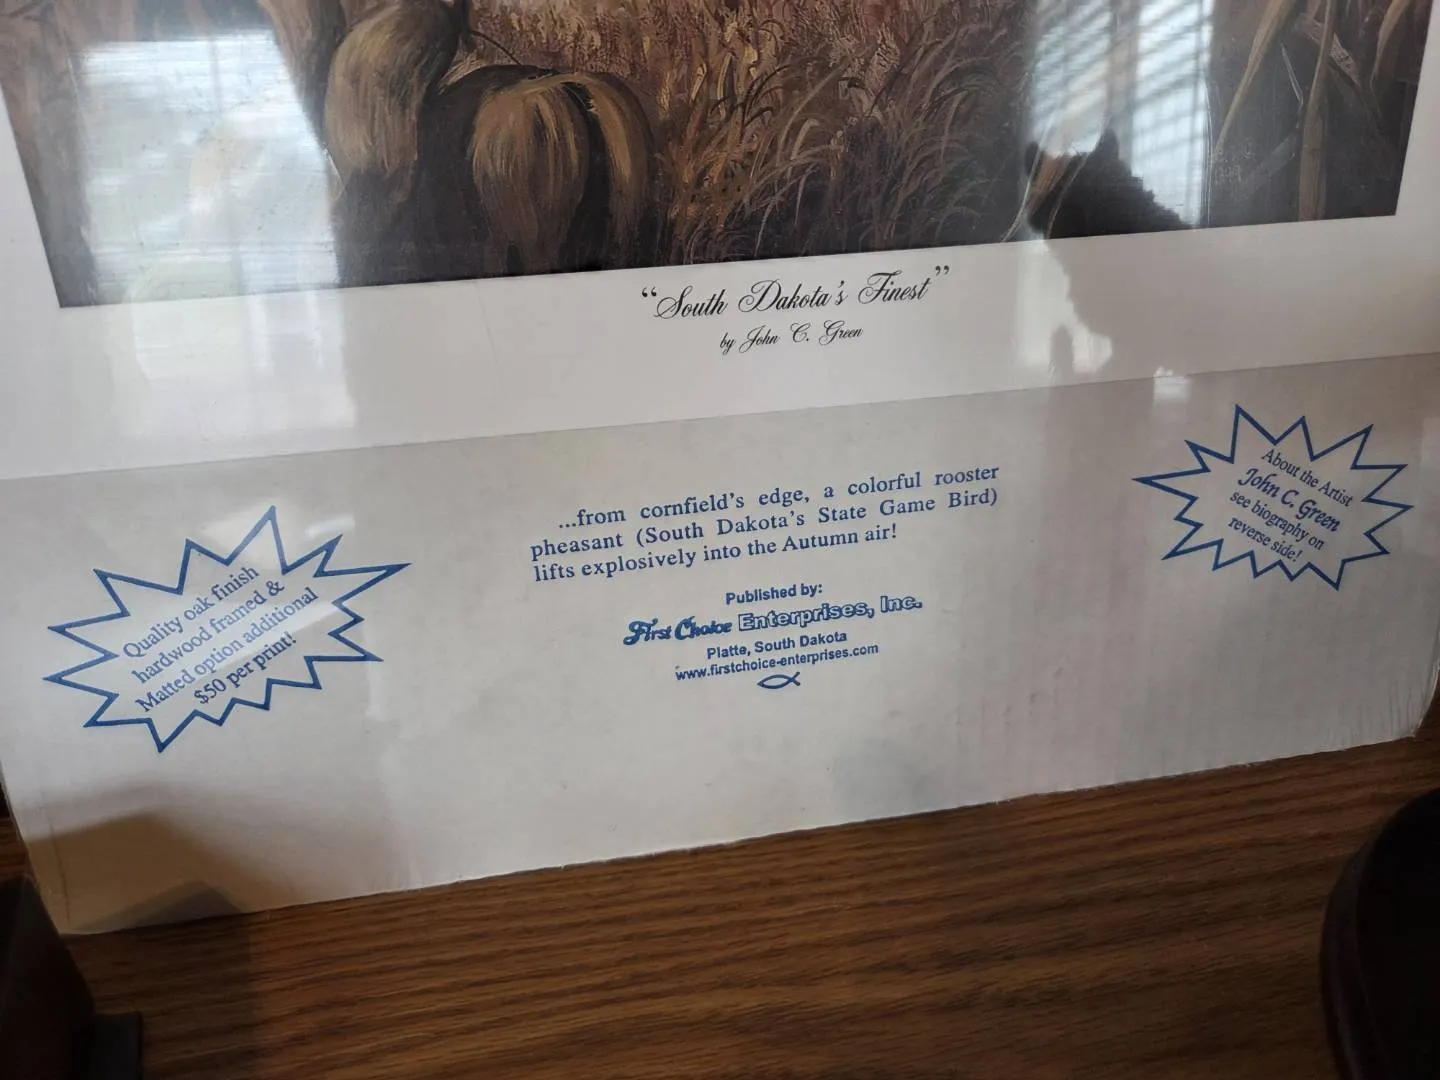 “South Dakota's Finest”
by John C. Green
...from cornfield's edge, a colorful rooster
pheasant (South Dakota's State Game Bird)
lifts explosively into the Autumn air!
Published by:
First Choice Enterprises, Inc.
Platte, South Dakota
www.firstchoice-enterprises.com
Quality oak finish
hardwood framed &
Matted option additional
$50 per print!
About the Artist
John C. Green
see biography on
reverse side!